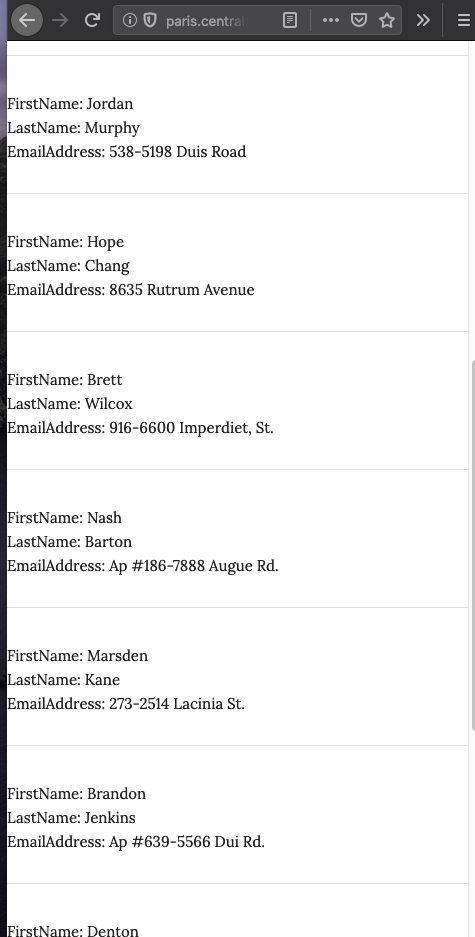 paris.central
FirstName: Jordan
LastName: Murphy
EmailAddress: 538-5198 Duis Road
FirstName: Hope
LastName: Chang
EmailAddress: 8635 Rutrum Avenue
FirstName: Brett
LastName: Wilcox
EmailAddress: 916-6600 Imperdiet, St.
FirstName: Nash
LastName: Barton
EmailAddress: Ap #186-7888 Augue Rd.
FirstName: Marsden
LastName: Kane
EmailAddress: 273-2514 Lacinia St.
FirstName: Brandon
LastName: Jenkins
EmailAddress: Ap #639-5566 Dui Rd.
FirstName: Denton